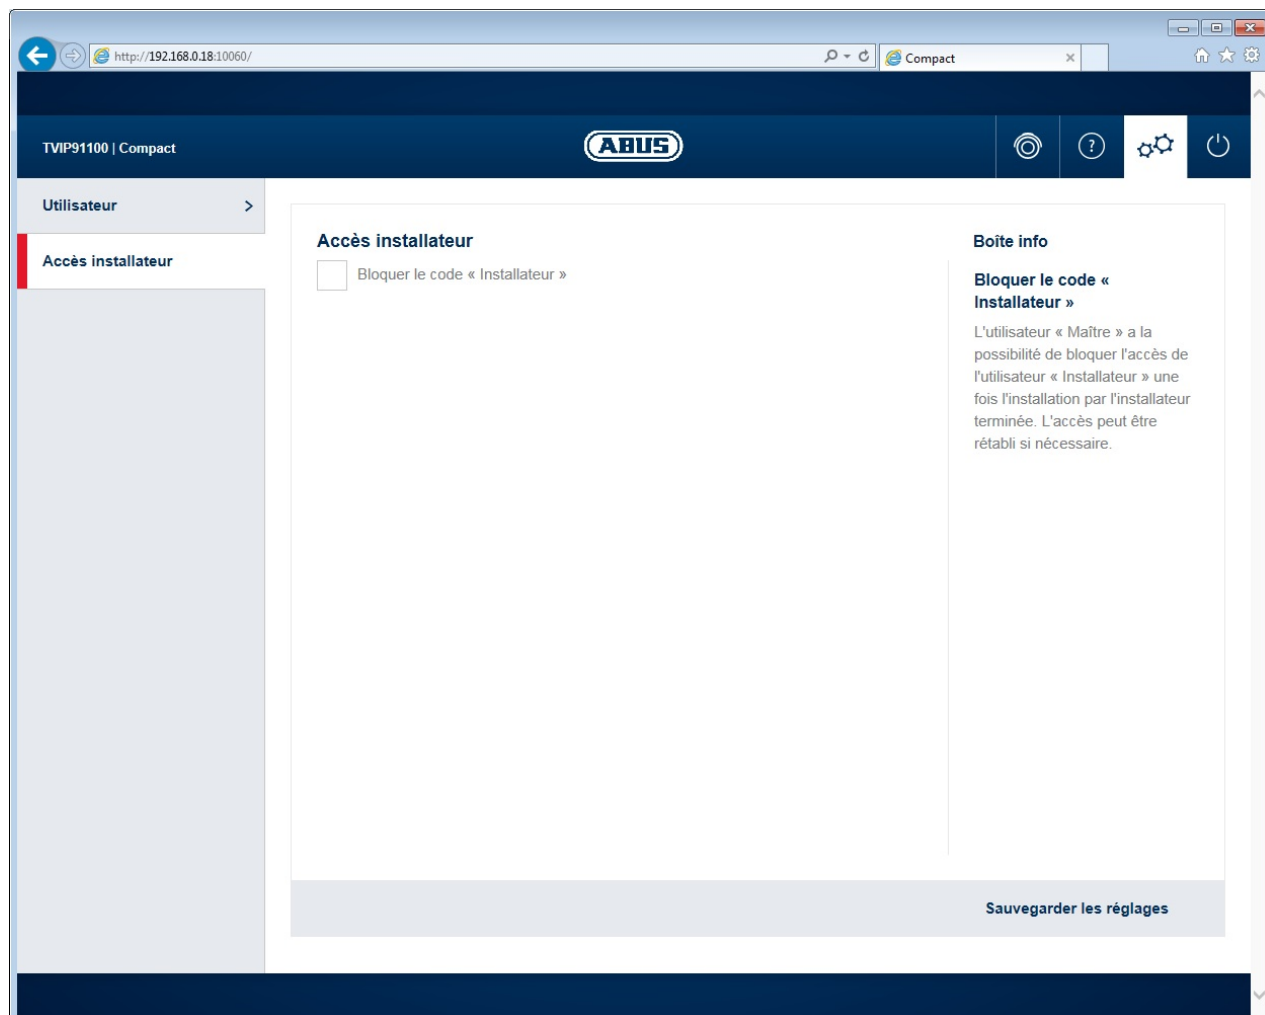 http://192.168.0.18:10060/
Compact
TVIP91100 | Compact
ABUS
?
Utilisateur >
Accès installateur
Accès installateur
Bloquer le code « Installateur »
Boîte info
Bloquer le code «
Installateur »
L'utilisateur « Maître » a la
possibilité de bloquer l'accès de
l'utilisateur « Installateur » une
fois l'installation par l'installateur
terminée. L'accès peut être
rétabli si nécessaire.
Sauvegarder les réglages